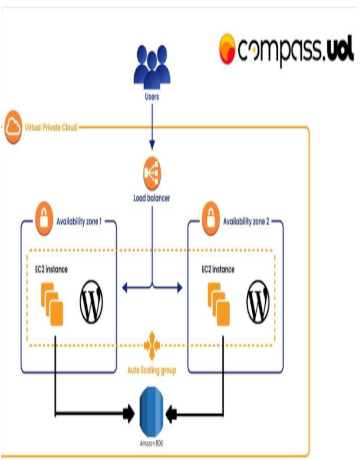 compass.uol
Users
Virtual Private Cloud
Load balancer
Availability zone 1
Availability zone 2
EC2 instance
EC2 instance
Auto Scaling group
Amazon RDS